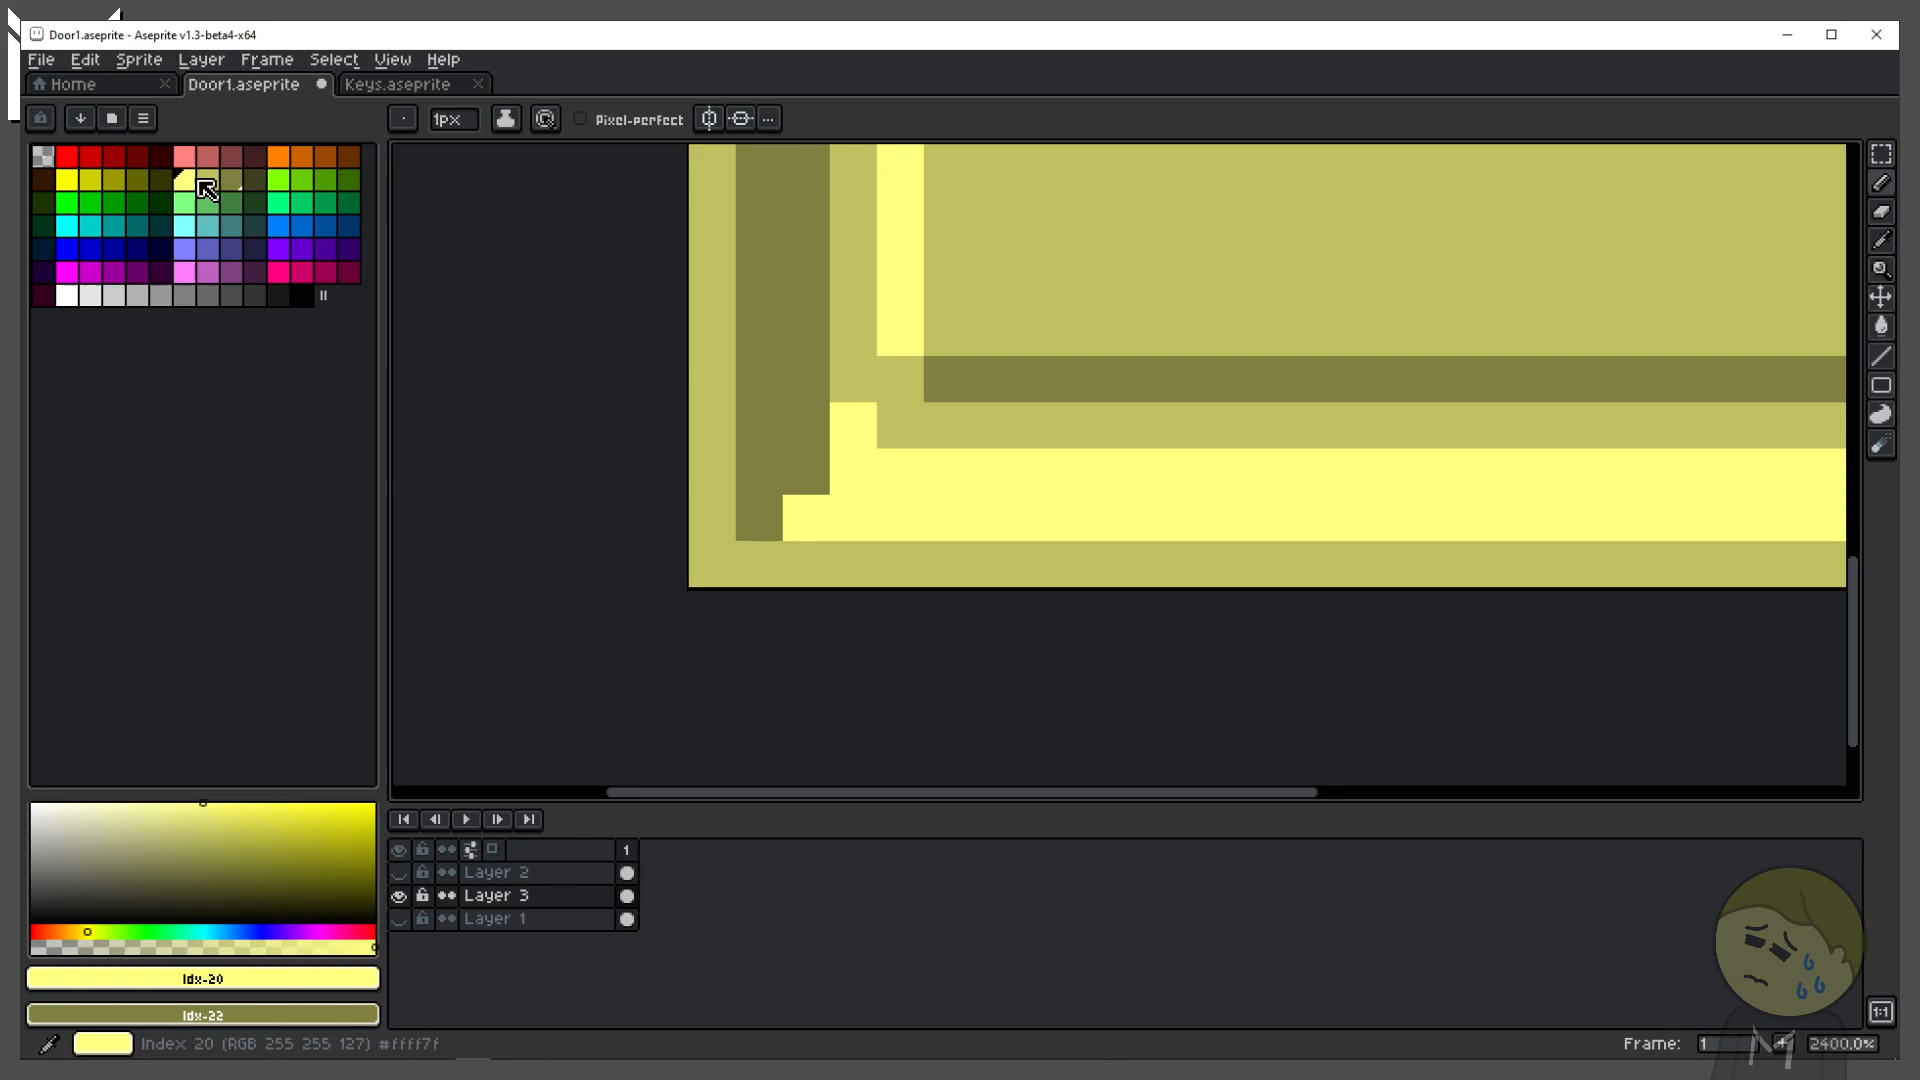 Door1.aseprite - Aseprite v1.3-beta4-x64
File Edit Sprite Layer Frame Select View Help
Home Door1.aseprite Keys.aseprite
1px Pixel-perfect
1
Layer 2
Layer 3
Layer 1
Idx-20
Idx-22
Index 20 (RGB 255 255 127) #ffff7f
Frame: 1 + 2400.0%
1:1
M